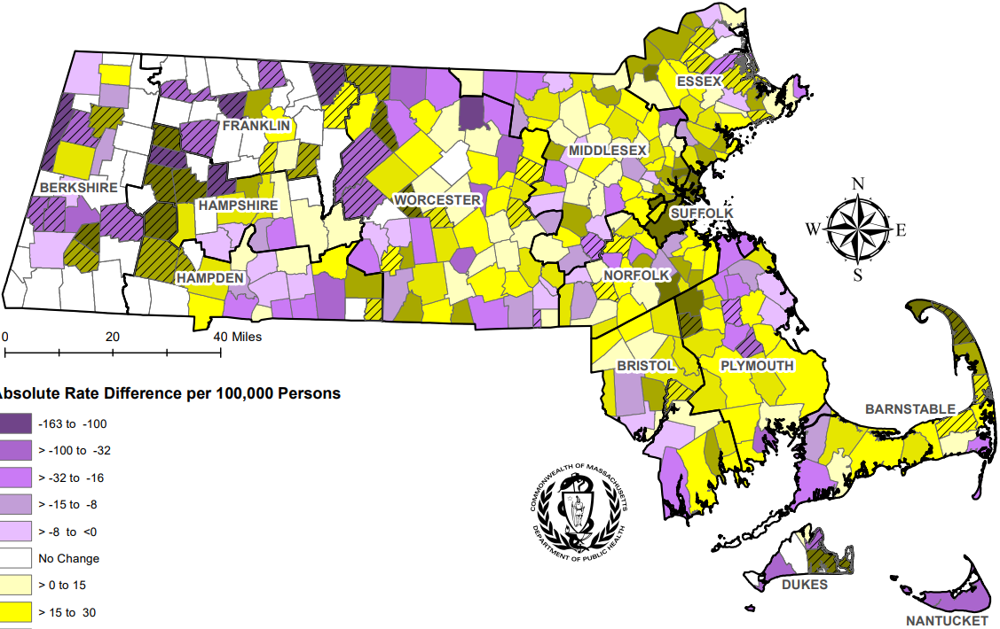 ESSEX
FRANKLIN
MIDDLESEX
BERKSHIRE
HAMPSHIRE
WORCESTER
SUFFOLK
N
W E
S
HAMPDEN
NORFOLK
0 20 40 Miles
BRISTOL
PLYMOUTH
Absolute Rate Difference per 100,000 Persons
BARNSTABLE
-163 to -100
> -100 to -32
> -32 to -16
> -15 to -8
> -8 to <0
No Change
> 0 to 15
> 15 to 30
COMMONWEALTH OF MASSACHUSETTS
DEPARTMENT OF PUBLIC HEALTH
DUKES
NANTUCKET